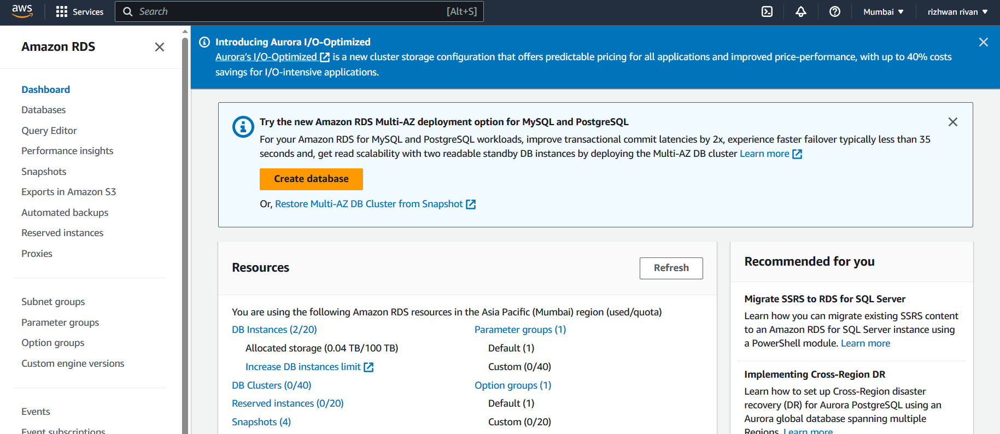 aws
Services
Search
[Alt+S]
Mumbai
rizhwan rivan
Amazon RDS
Dashboard
Databases
Query Editor
Performance insights
Snapshots
Exports in Amazon S3
Automated backups
Reserved instances
Proxies
Subnet groups
Parameter groups
Option groups
Custom engine versions
Events
Event subscriptions
Introducing Aurora I/O-Optimized
Aurora's I/O-Optimized is a new cluster storage configuration that offers predictable pricing for all applications and improved price-performance, with up to 40% costs
savings for I/O-intensive applications.
Try the new Amazon RDS Multi-AZ deployment option for MySQL and PostgreSQL
For your Amazon RDS for MySQL and PostgreSQL workloads, improve transactional commit latencies by 2x, experience faster failover typically less than 35
seconds and, get read scalability with two readable standby DB instances by deploying the Multi-AZ DB cluster Learn more
Create database
Or, Restore Multi-AZ DB Cluster from Snapshot
Resources
Refresh
You are using the following Amazon RDS resources in the Asia Pacific (Mumbai) region (used/quota)
DB Instances (2/20)
Allocated storage (0.04 TB/100 TB)
Increase DB instances limit
DB Clusters (0/40)
Reserved instances (0/20)
Snapshots (4)
Parameter groups (1)
Default (1)
Custom (0/40)
Option groups (1)
Default (1)
Custom (0/20)
Recommended for you
Migrate SSRS to RDS for SQL Server
Learn how you can migrate existing SSRS content
to an Amazon RDS for SQL Server instance using
a PowerShell module. Learn more
Implementing Cross-Region DR
Learn how to set up Cross-Region disaster
recovery (DR) for Aurora PostgreSQL using an
Aurora global database spanning multiple
Regions. Learn more